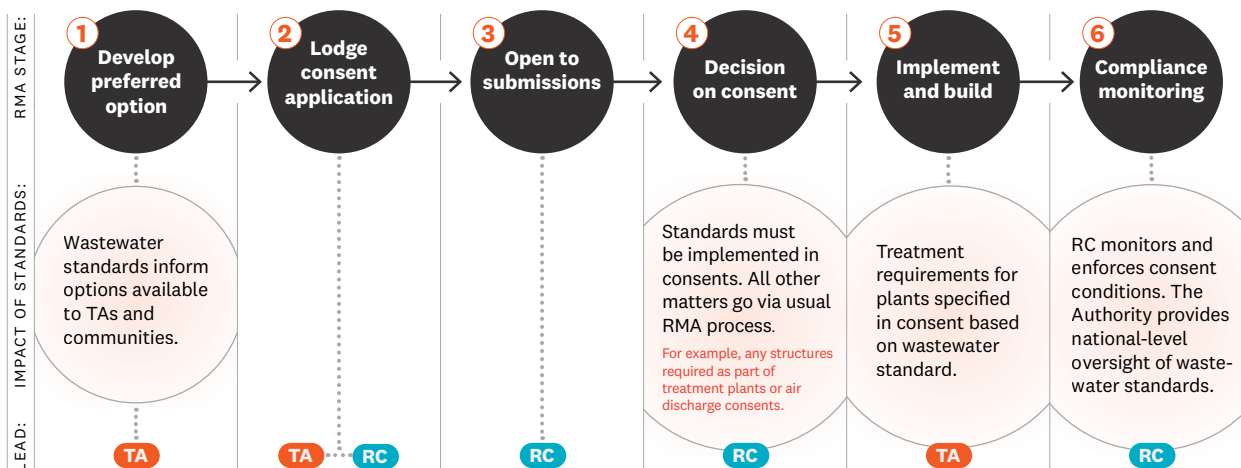 RMA STAGE:
1
Develop
preferred
option
2
Lodge
consent
application
3
Open to
submissions
4
Decision
on consent
5
Implement
and build
6
Compliance
monitoring
IMPACT OF STANDARDS:
Wastewater
standards inform
options available
to TAs and
communities.
Standards must
be implemented in
consents. All other
matters go via usual
RMA process.
For example, any structures
required as part of
treatment plants or air
discharge consents.
Treatment
requirements for
plants specified
in consent based
on wastewater
standard.
RC monitors and
enforces consent
conditions. The
Authority provides
national-level
oversight of waste-
water standards.
LEAD:
TA
TA
RC
RC
RC
TA
RC